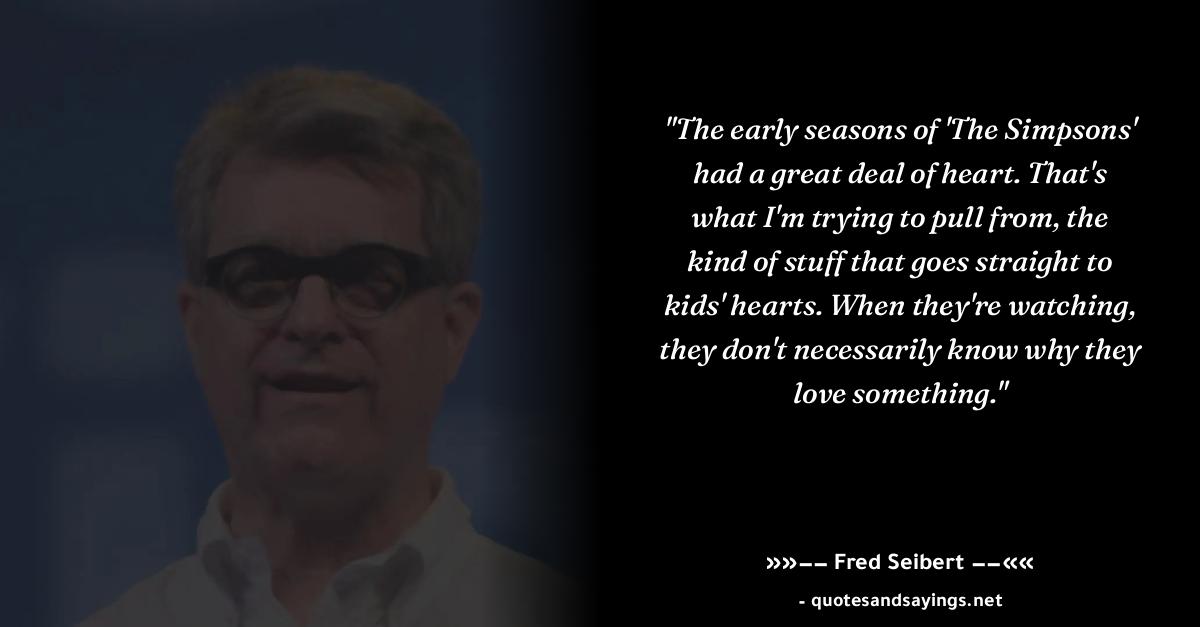 "The early seasons of 'The Simpsons'
had a great deal of heart. That's
what I'm trying to pull from, the
kind of stuff that goes straight to
kids' hearts. When they're watching,
they don't necessarily know why they
love something."
»»−− Fred Seibert −−««
- quotesandsayings.net